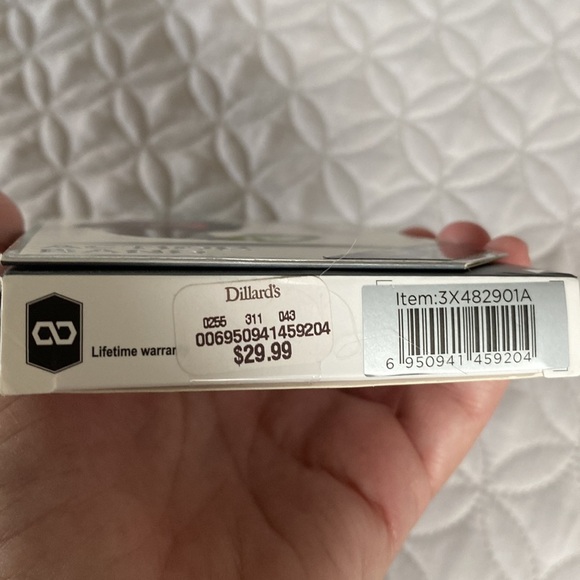 Lifetime warran
Dillard's
0256 311 043
006950941459204
$29.99
Item:3X482901A
6 950941 459204